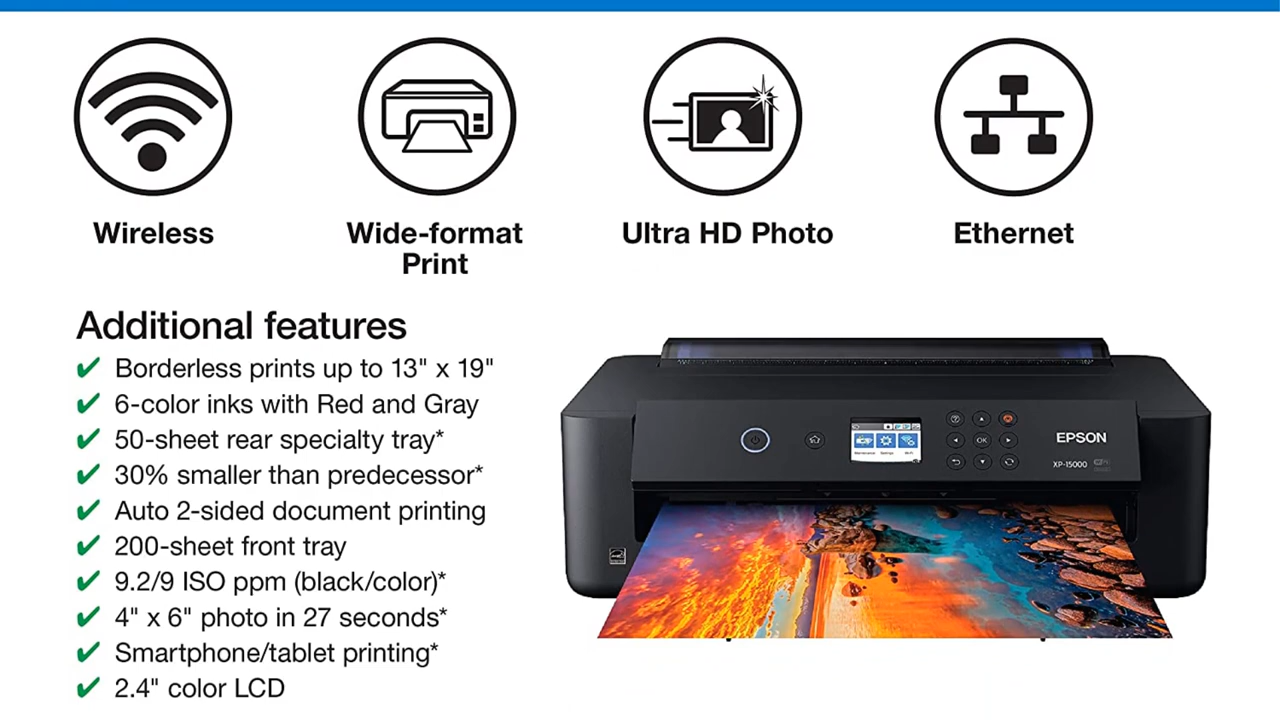 Wireless
Wide-format
Print
Ultra HD Photo
Ethernet
Additional features
Borderless prints up to 13" x 19"
6-color inks with Red and Gray
50-sheet rear specialty tray*
30% smaller than predecessor*
Auto 2-sided document printing
200-sheet front tray
9.2/9 ISO ppm (black/color)*
4" x 6" photo in 27 seconds*
Smartphone/tablet printing*
2.4" color LCD
OK
EPSON
XP-15000